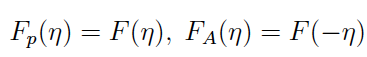 F_p(η) = F(η), F_A(η) = F(−η)